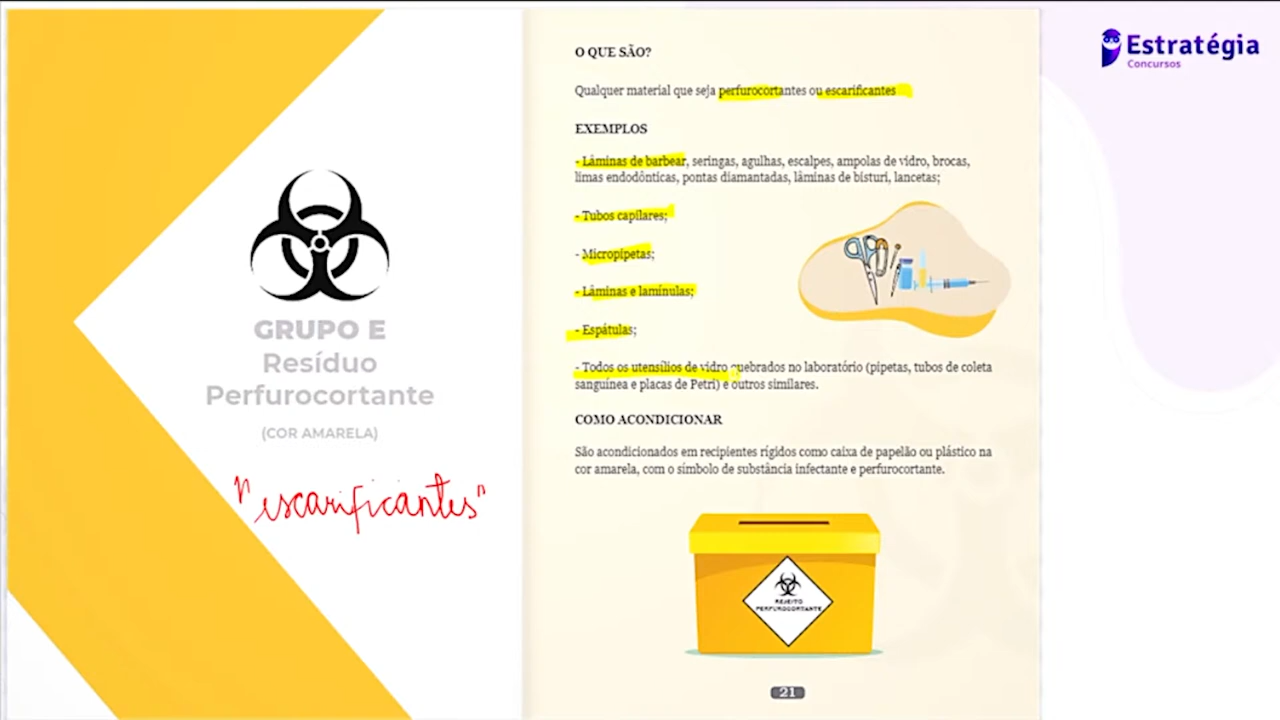 Estratégia
Concursos
GRUPO E
Resíduo
Perfurocortante
(COR AMARELA)
"escarificantes"
O QUE SÃO?
Qualquer material que seja perfurocortantes ou escarificantes
EXEMPLOS
- Lâminas de barbear, seringas, agulhas, escalpes, ampolas de vidro, brocas,
limas endodônticas, pontas diamantadas, lâminas de bisturi, lancetas;
- Tubos capilares;
- Micropipetas;
- Lâminas e lamínulas;
- Espátulas;
- Todos os utensílios de vidro quebrados no laboratório (pipetas, tubos de coleta
sanguínea e placas de Petri) e outros similares.
COMO ACONDICIONAR
São acondicionados em recipientes rígidos como caixa de papelão ou plástico na
cor amarela, com o símbolo de substância infectante e perfurocortante.
REJEITO
PERFUROCORTANTE
21